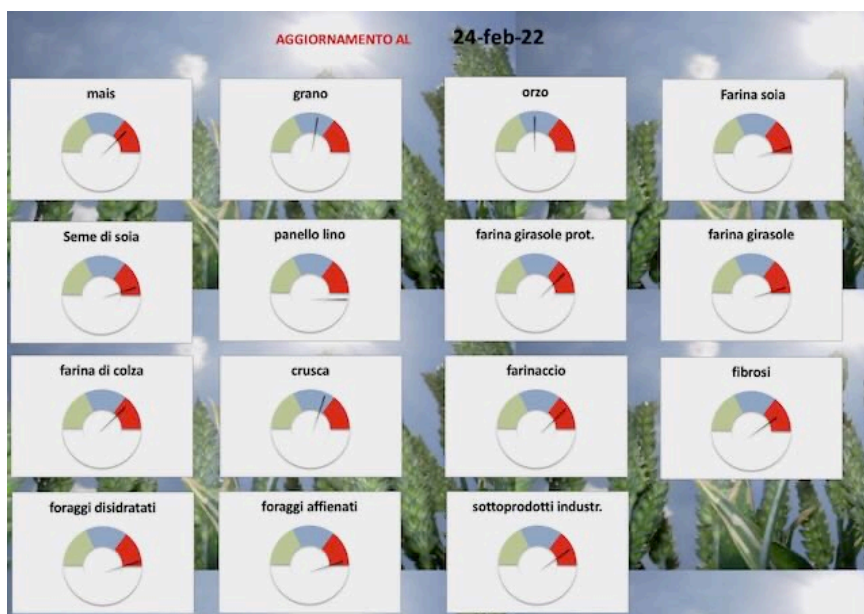 AGGIORNAMENTO AL 24-feb-22
mais
grano
orzo
Farina soia
Seme di soia
panello lino
farina girasole prot.
farina girasole
farina di colza
crusca
farinaccio
fibrosi
foraggi disidratati
foraggi affienati
sottoprodotti industr.